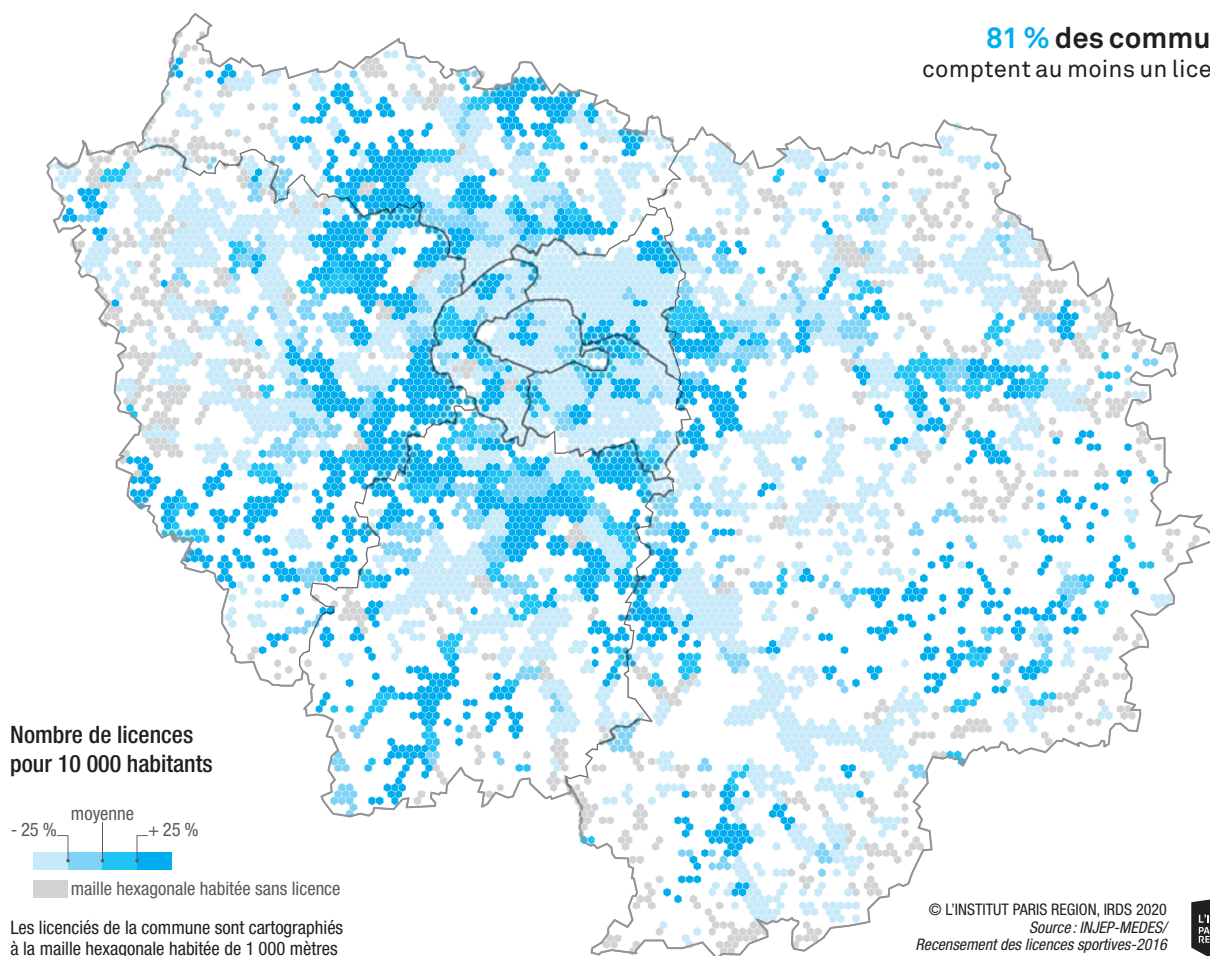 81 % des commu
comptent au moins un lice
Nombre de licences
pour 10 000 habitants
moyenne
- 25 % + 25 %
maille hexagonale habitée sans licence
Les licenciés de la commune sont cartographiés
à la maille hexagonale habitée de 1 000 mètres
© L'INSTITUT PARIS REGION, IRDS 2020
Source : INJEP-MEDES/
Recensement des licences sportives-2016
L'I
PA
RE